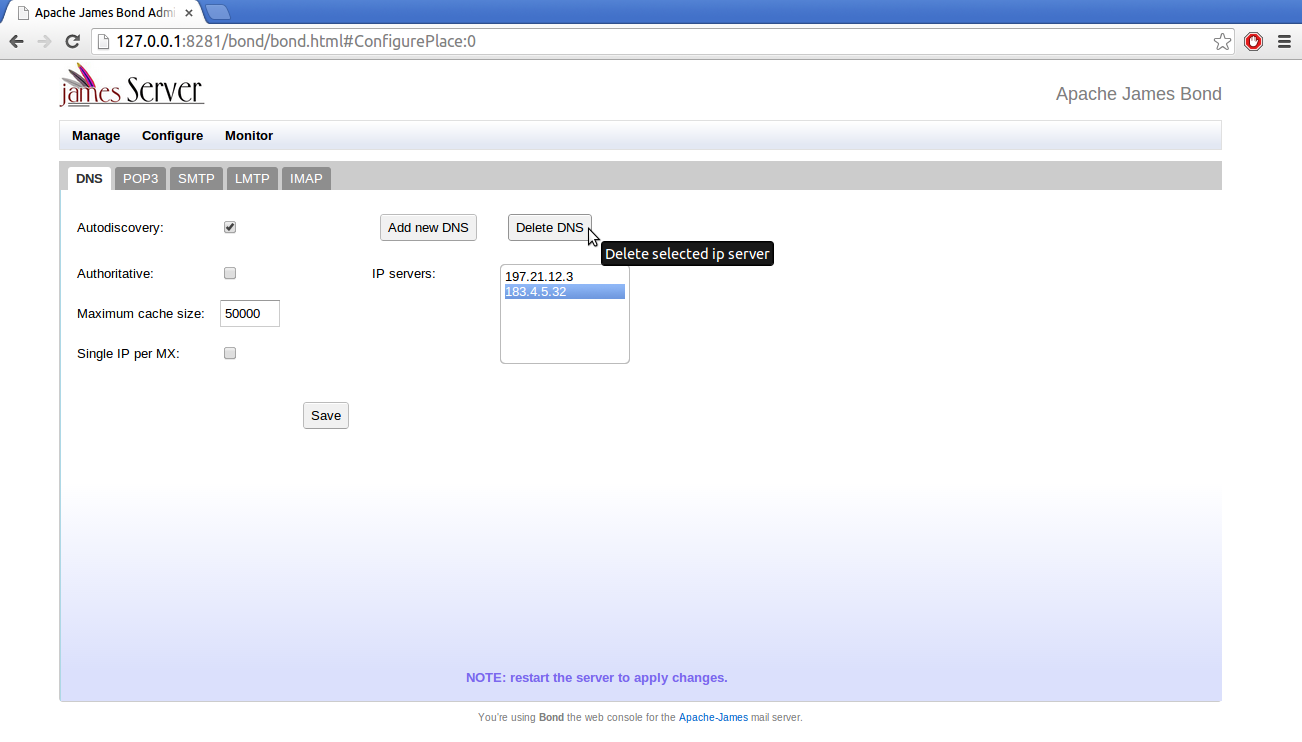 Apache James Bond Admi
127.0.0.1:8281/bond/bond.html#ConfigurePlace:0
james Server
Apache James Bond
Manage Configure Monitor
DNS POP3 SMTP LMTP IMAP
Autodiscovery: Add new DNS Delete DNS
Delete selected ip server
Authoritative: IP servers: 197.21.12.3
183.4.5.32
Maximum cache size: 50000
Single IP per MX:
Save
NOTE: restart the server to apply changes.
You're using Bond the web console for the Apache-James mail server.